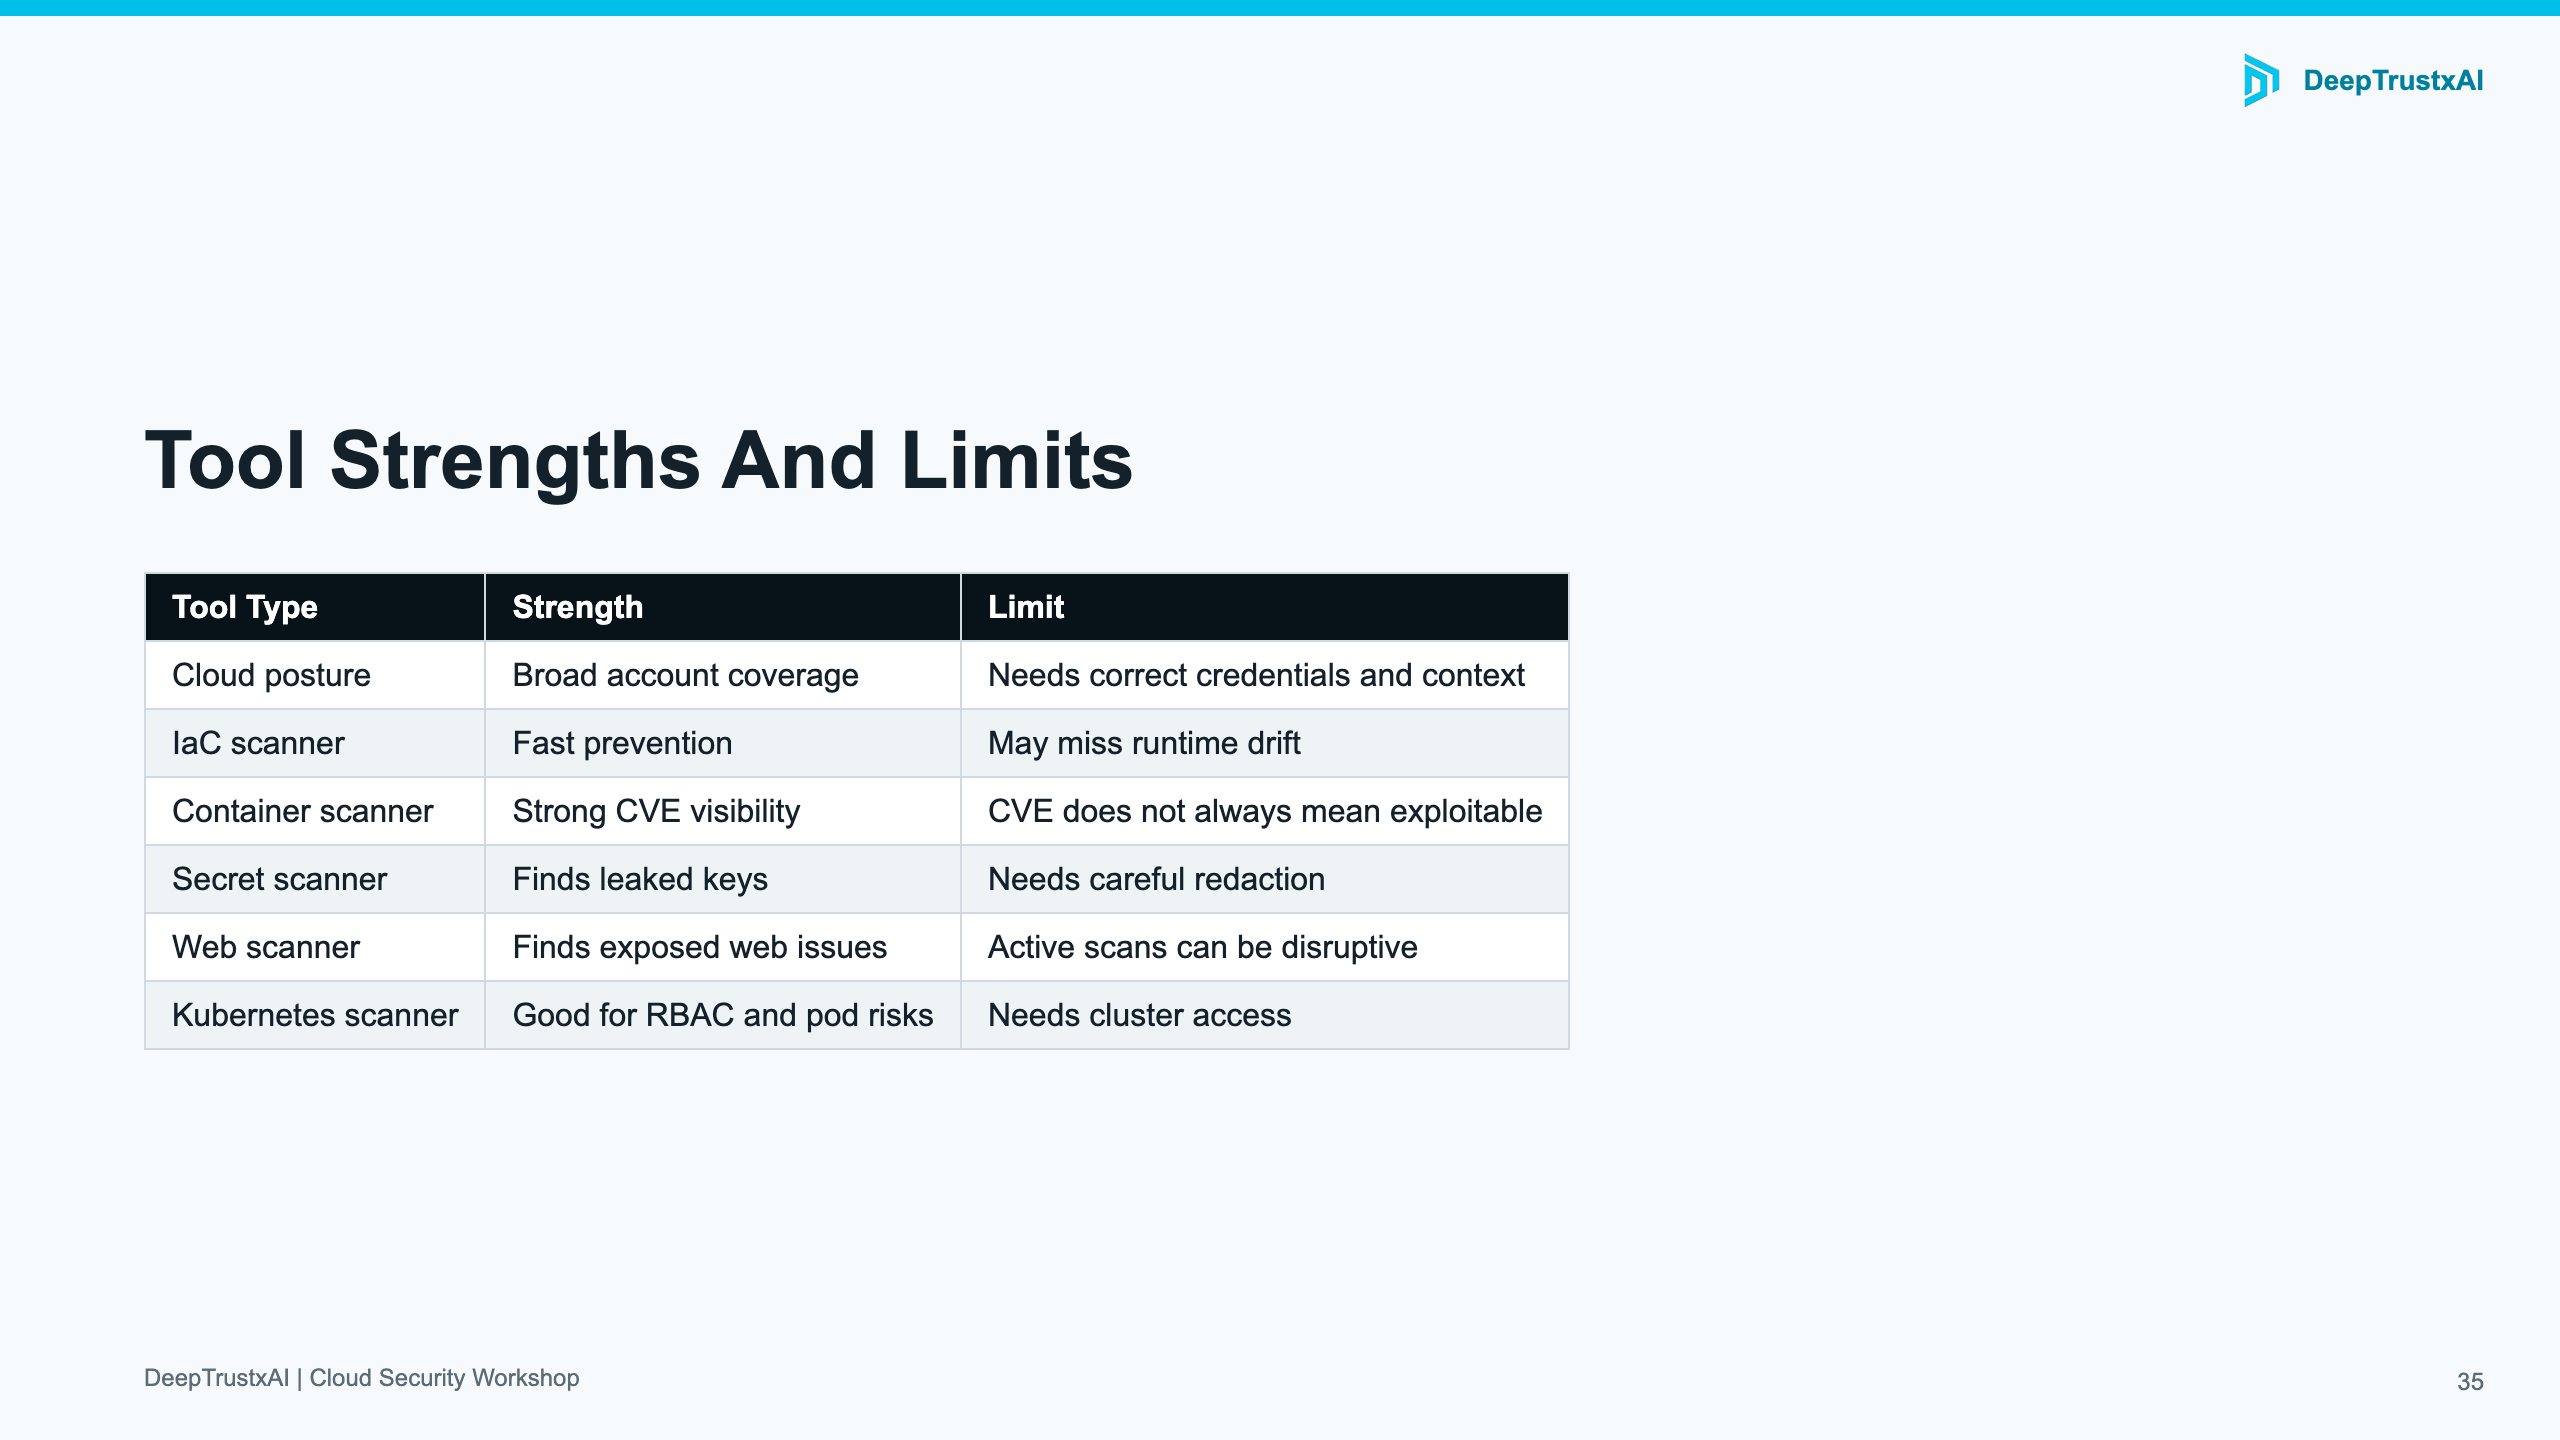 DeepTrustxAI
Tool Strengths And Limits
Tool Type Strength Limit
Cloud posture Broad account coverage Needs correct credentials and context
IaC scanner Fast prevention May miss runtime drift
Container scanner Strong CVE visibility CVE does not always mean exploitable
Secret scanner Finds leaked keys Needs careful redaction
Web scanner Finds exposed web issues Active scans can be disruptive
Kubernetes scanner Good for RBAC and pod risks Needs cluster access
DeepTrustxAI | Cloud Security Workshop
35